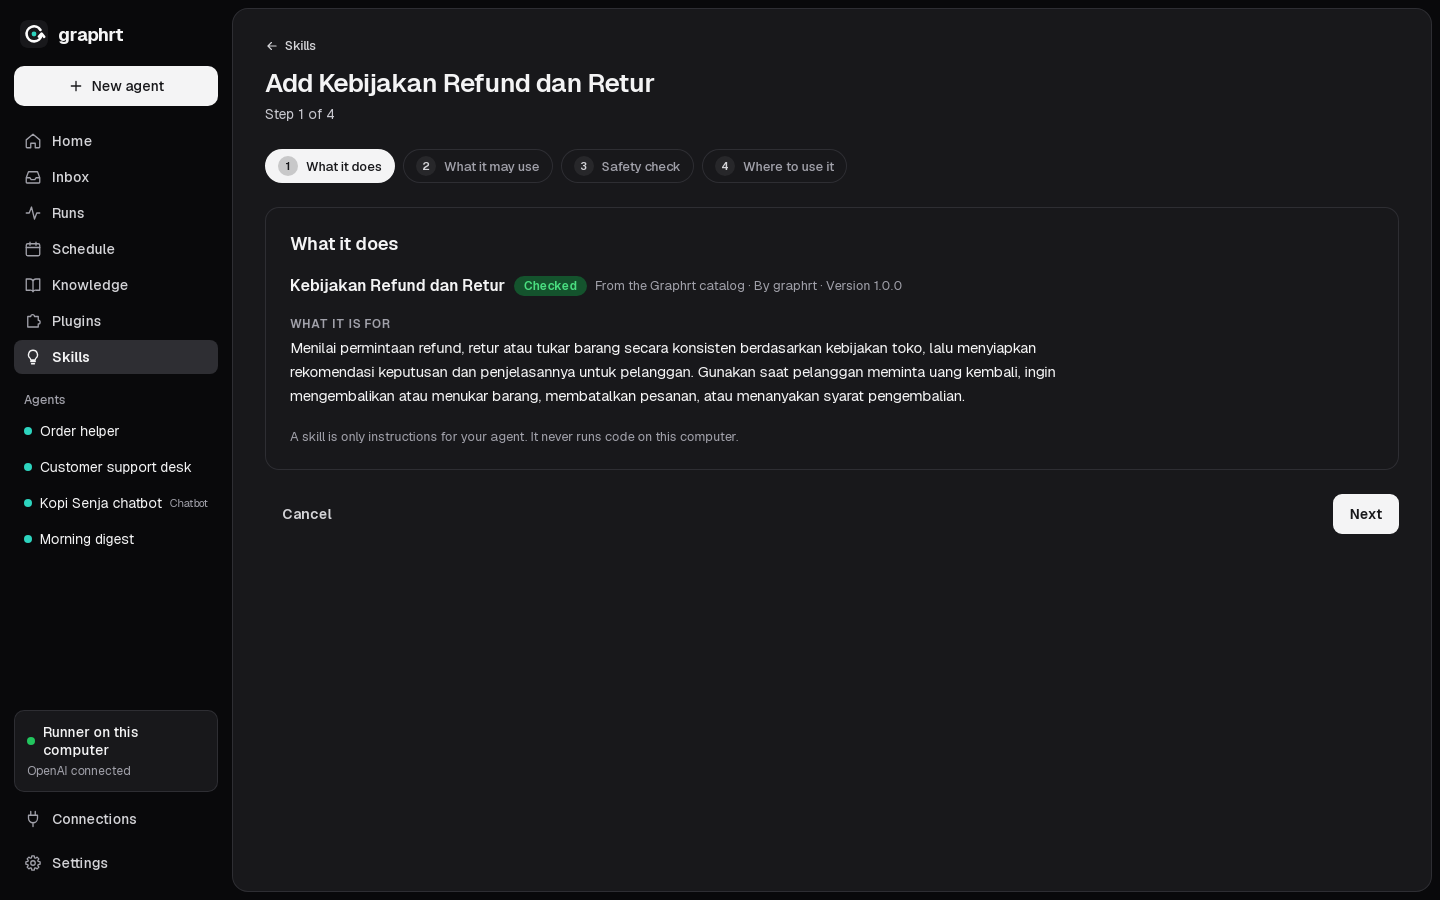 graphrt
New agent
Home
Inbox
Runs
Schedule
Knowledge
Plugins
Skills
Agents
Order helper
Customer support desk
Kopi Senja chatbot Chatbot
Morning digest
Runner on this
computer
OpenAI connected
Connections
Settings
Skills
Add Kebijakan Refund dan Retur
Step 1 of 4
1 What it does
2 What it may use
3 Safety check
4 Where to use it
What it does
Kebijakan Refund dan Retur Checked From the Graphrt catalog · By graphrt · Version 1.0.0
WHAT IT IS FOR
Menilai permintaan refund, retur atau tukar barang secara konsisten berdasarkan kebijakan toko, lalu menyiapkan
rekomendasi keputusan dan penjelasannya untuk pelanggan. Gunakan saat pelanggan meminta uang kembali, ingin
mengembalikan atau menukar barang, membatalkan pesanan, atau menanyakan syarat pengembalian.
A skill is only instructions for your agent. It never runs code on this computer.
Cancel
Next